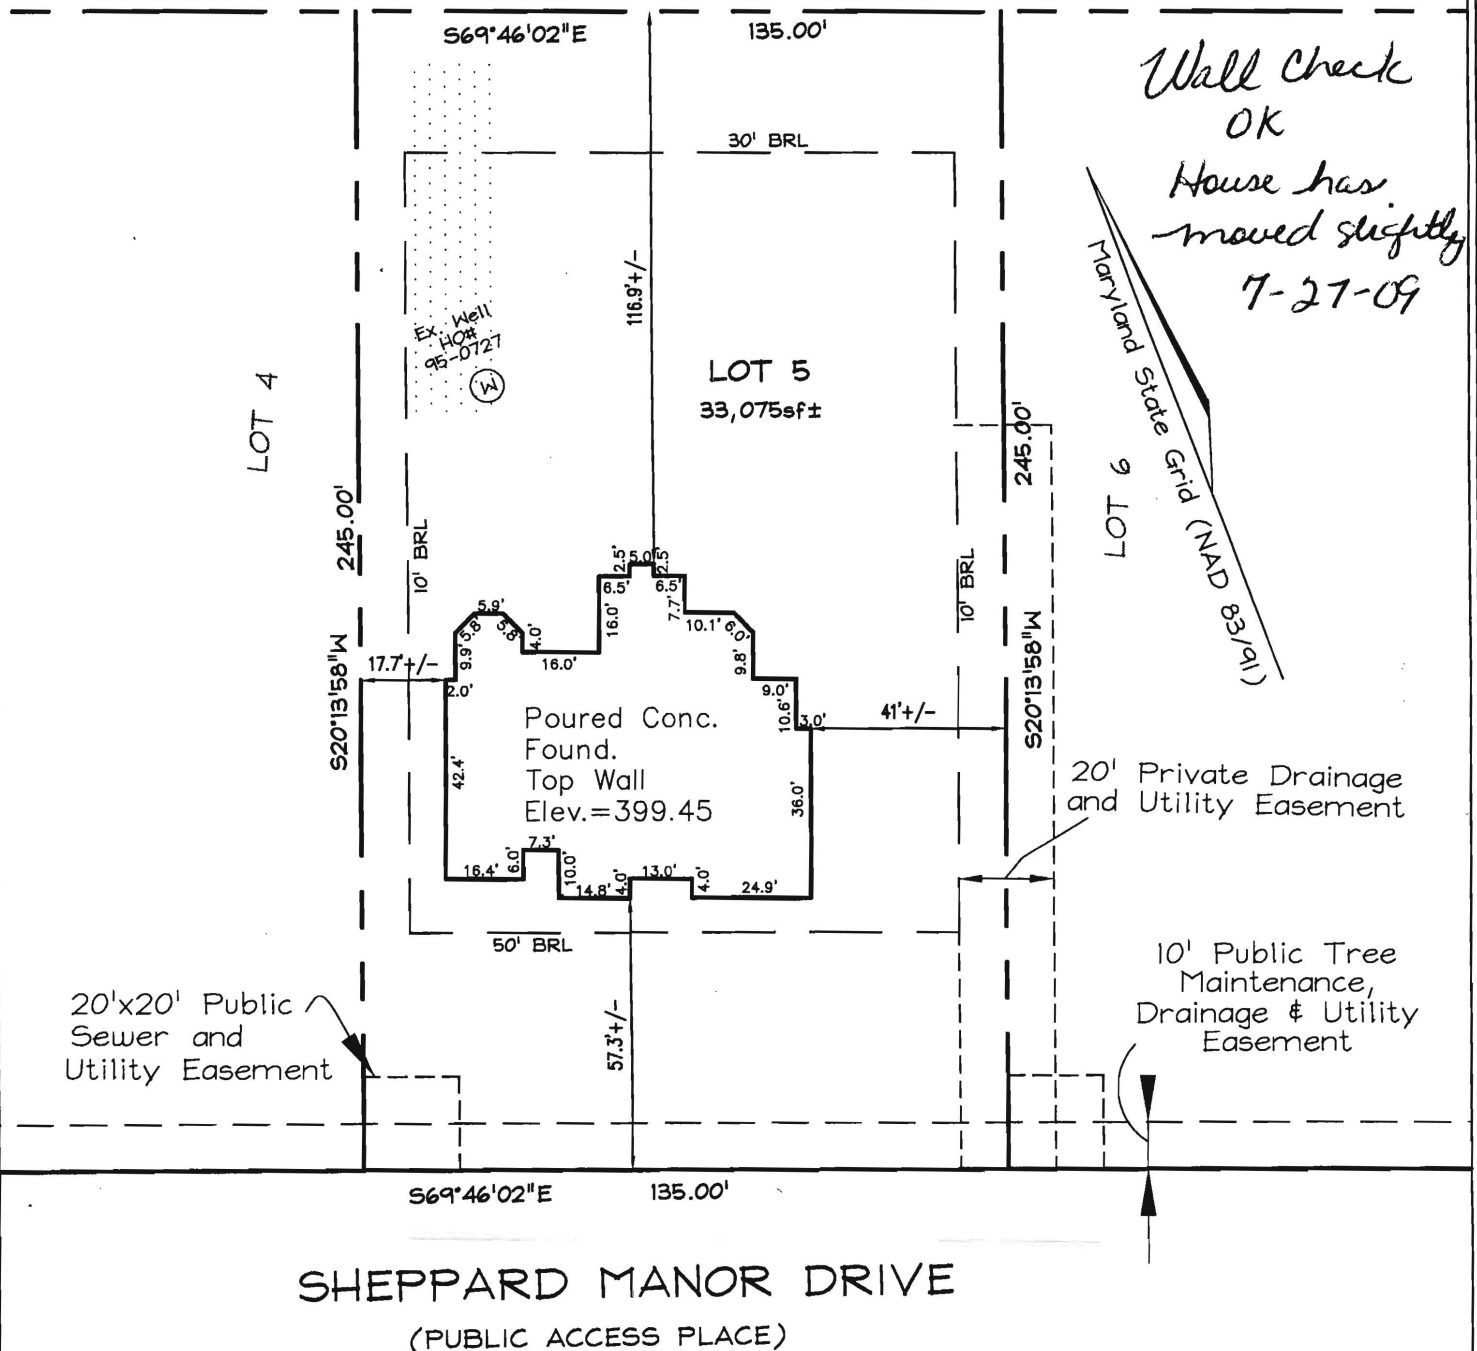 S69°46'02"E 135.00'
Wall Check
OK
House has
moved slightly
7-27-09
30' BRL
Maryland State Grid (NAD 83/91)
116.9'+/-
Ex. Well
HO#
95-0727
W
LOT 5
33,075sf±
LOT 4
LOT 9
245.00'
245.00'
S20°13'58"W
S20°13'58"W
10' BRL
10' BRL
2.5' 5.0' 2.5'
6.5' 6.5'
16.0' 7.7'
5.9'
5.8' 5.8'
4.0'
10.1' 6.0'
9.9' 16.0' 9.8'
17.7'+/-
2.0' 9.0'
10.6' 3.0'
41'+/-
Poured Conc.
Found.
Top Wall
Elev.=399.45
42.4' 36.0'
7.3'
16.4' 6.0' 10.0' 13.0'
14.8' 4.0' 4.0' 24.9'
20' Private Drainage
and Utility Easement
50' BRL
57.3'+/-
20'x20' Public
Sewer and
Utility Easement
10' Public Tree
Maintenance,
Drainage & Utility
Easement
S69°46'02"E 135.00'
SHEPPARD MANOR DRIVE
(PUBLIC ACCESS PLACE)